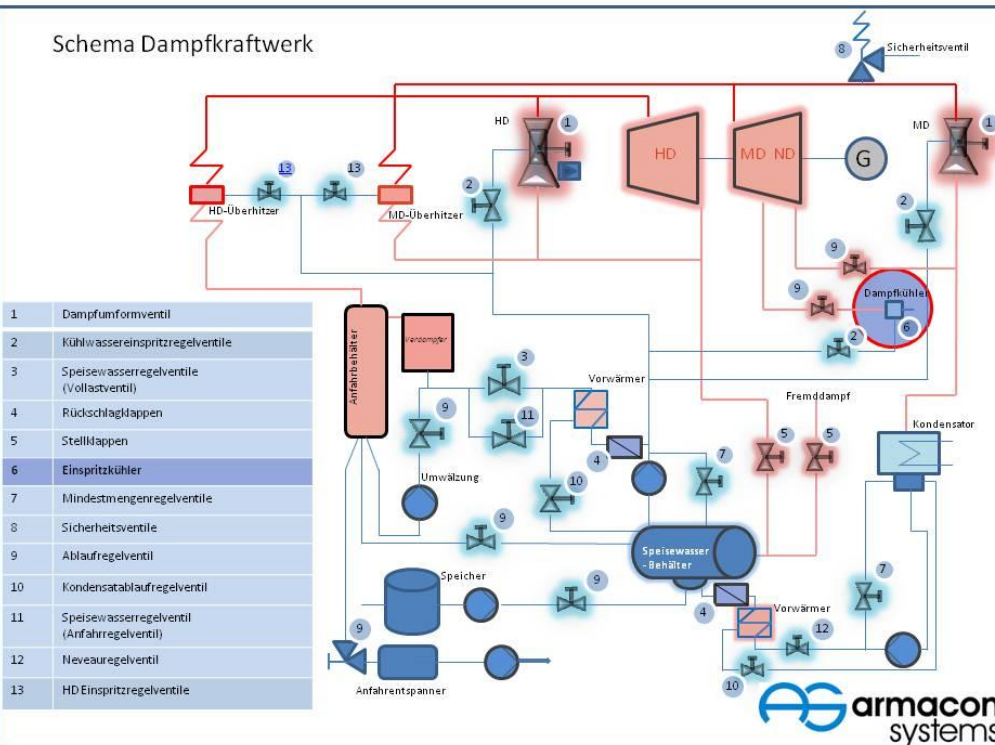 Schema Dampfkraftwerk
8
Sicherheitsventil
HD
1
MD
1
HD
MD ND
G
13
13
2
2
HD-Überhitzer
MD-Überhitzer
9
9
Dampfkühler
2
6
1 Dampfumformventil
2 Kühlwassereinspritzregelventile
3 Speisewasserregelventile
(Vollastventil)
4 Rückschlagklappen
5 Stellklappen
6 Einspritzkühler
7 Mindestmengenregelventile
8 Sicherheitsventile
9 Ablaufregelventil
10 Kondensatablaufregelventil
11 Speisewasserregelventil
(Anfahrregelventil)
12 Neveauregelventil
13 HD Einspritzregelventile
Anfahrbehälter
Verdampfer
3
9
11
Vorwärmer
Fremddampf
Kondensator
4
5
5
7
10
Umwälzung
9
Speisewasser
-Behälter
Speicher
9
7
4
Vorwärmer
12
10
9
Anfahrentspanner
armacon
systems